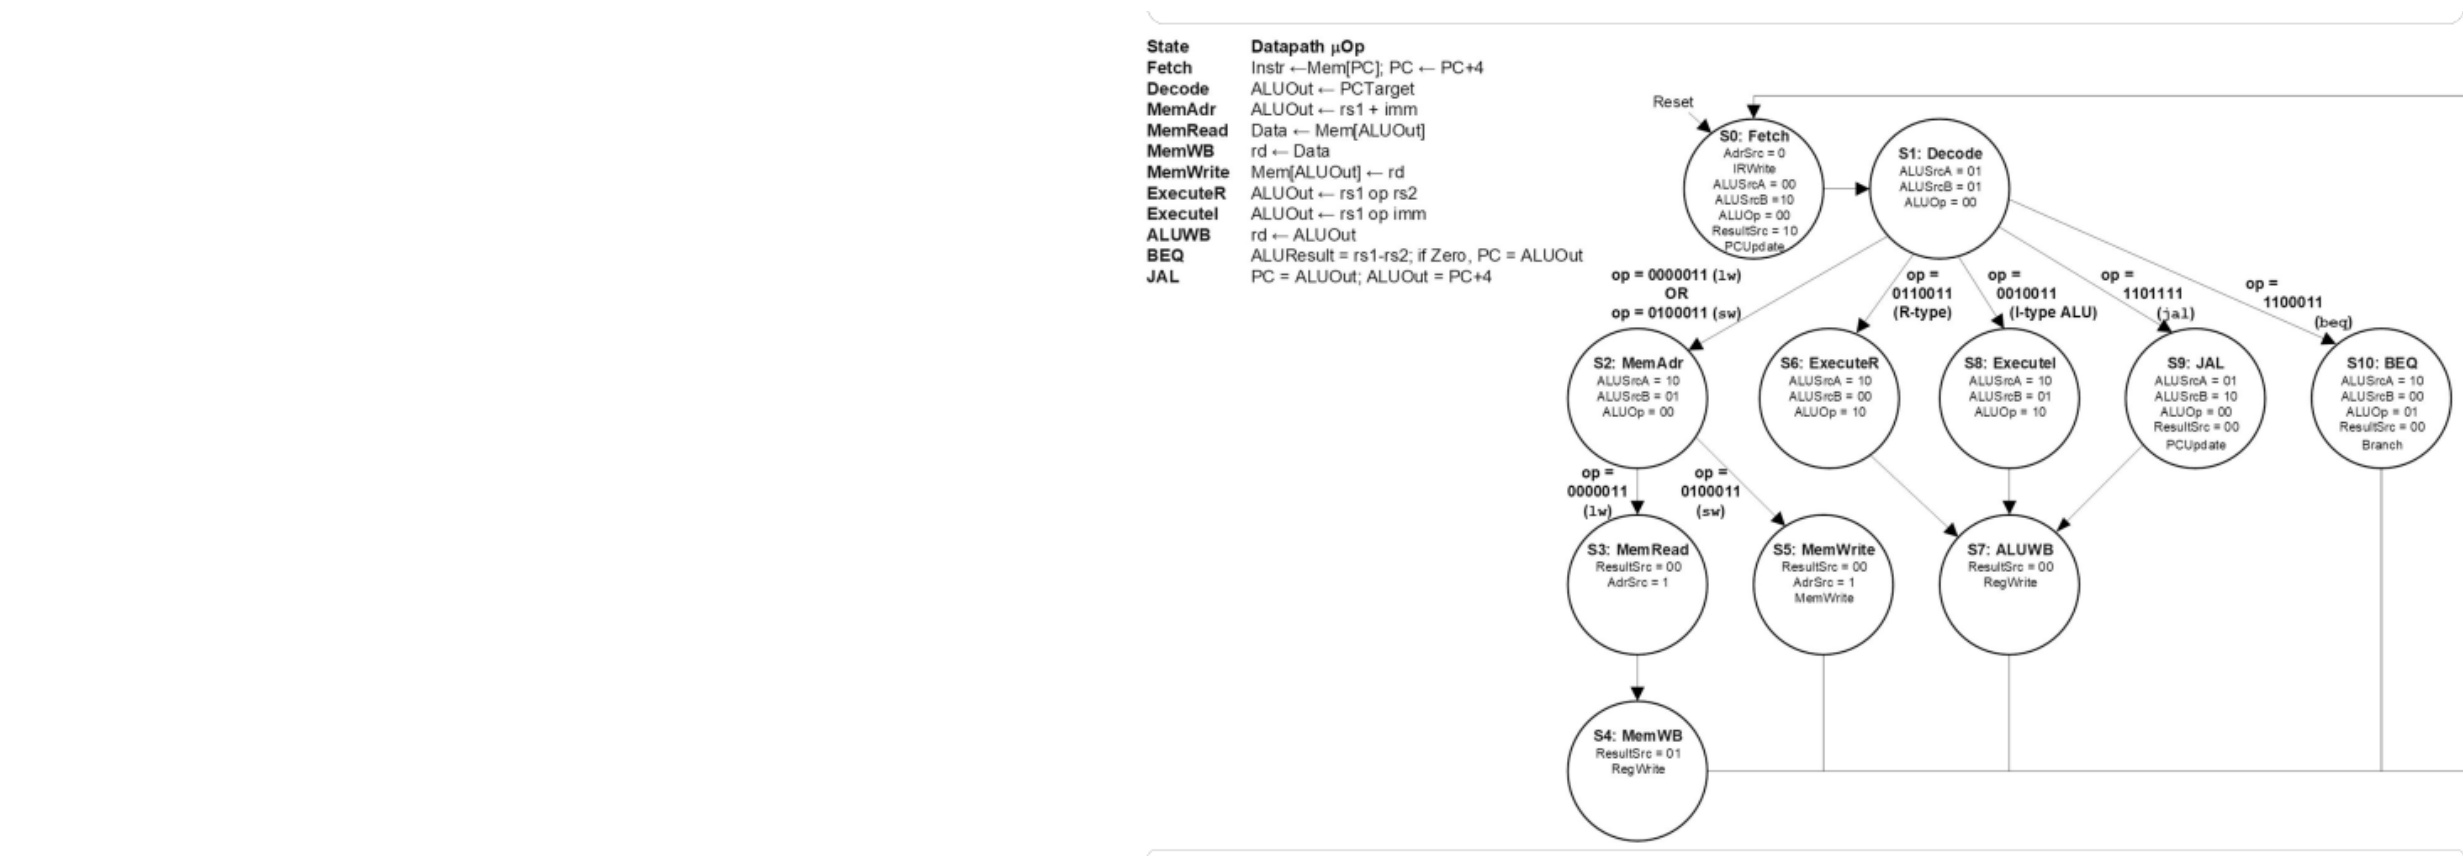 State Datapath μOp
Fetch Instr ←Mem[PC]; PC ← PC+4
Decode ALUOut ← PCTarget
MemAdr ALUOut ← rs1 + imm
MemRead Data ← Mem[ALUOut]
MemWB rd ← Data
MemWrite Mem[ALUOut] ← rd
ExecuteR ALUOut ← rs1 op rs2
ExecuteI ALUOut ← rs1 op imm
ALUWB rd ← ALUOut
BEQ ALUResult = rs1-rs2; if Zero, PC = ALUOut
JAL PC = ALUOut; ALUOut = PC+4
Reset
S0: Fetch
AdrSrc = 0
IRWrite
ALUSrcA = 00
ALUSrcB =10
ALUOp = 00
ResultSrc = 10
PCUpdate
S1: Decode
ALUSrcA = 01
ALUSrcB = 01
ALUOp = 00
op = 0000011 (lw)
OR
op = 0100011 (sw)
op =
0110011
(R-type)
op =
0010011
(I-type ALU)
op =
1101111
(jal)
op =
1100011
(beq)
S2: MemAdr
ALUSrcA = 10
ALUSrcB = 01
ALUOp = 00
S6: ExecuteR
ALUSrcA = 10
ALUSrcB = 00
ALUOp = 10
S8: ExecuteI
ALUSrcA = 10
ALUSrcB = 01
ALUOp = 10
S9: JAL
ALUSrcA = 01
ALUSrcB = 10
ALUOp = 00
ResultSrc = 00
PCUpdate
S10: BEQ
ALUSrcA = 10
ALUSrcB = 00
ALUOp = 01
ResultSrc = 00
Branch
op =
0000011
(lw)
op =
0100011
(sw)
S3: MemRead
ResultSrc = 00
AdrSrc = 1
S5: MemWrite
ResultSrc = 00
AdrSrc = 1
MemWrite
S7: ALUWB
ResultSrc = 00
RegWrite
S4: MemWB
ResultSrc = 01
RegWrite